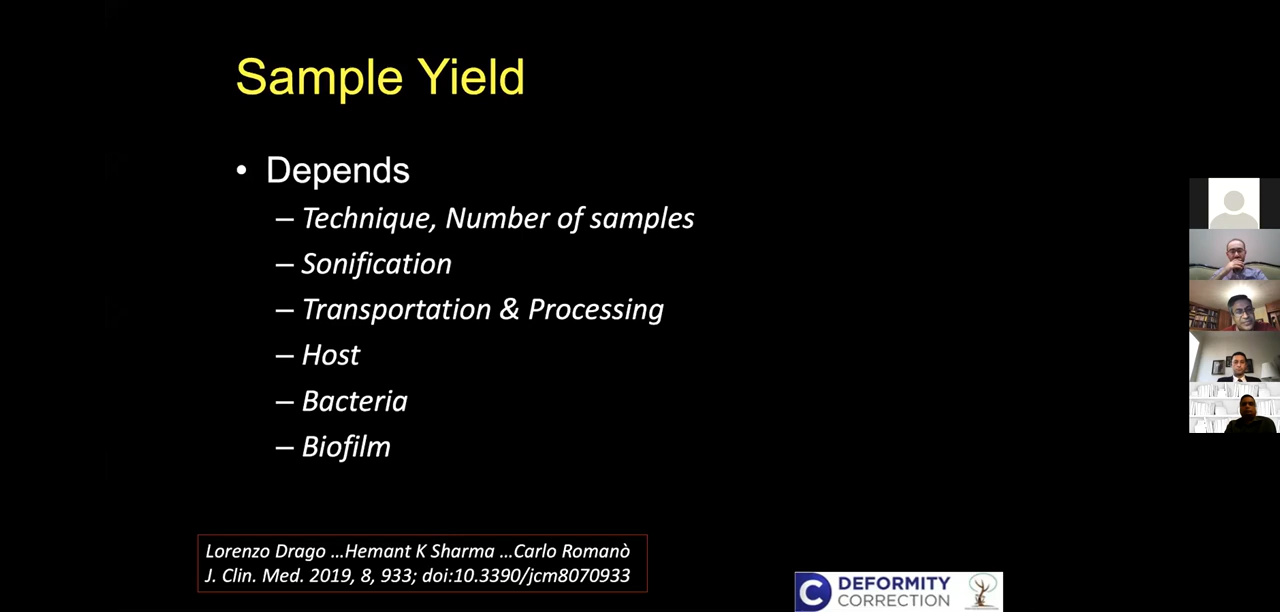 Sample Yield
• Depends
– Technique, Number of samples
– Sonification
– Transportation & Processing
– Host
– Bacteria
– Biofilm
Lorenzo Drago ...Hemant K Sharma ...Carlo Romanò
J. Clin. Med. 2019, 8, 933; doi:10.3390/jcm8070933
C DEFORMITY
CORRECTION